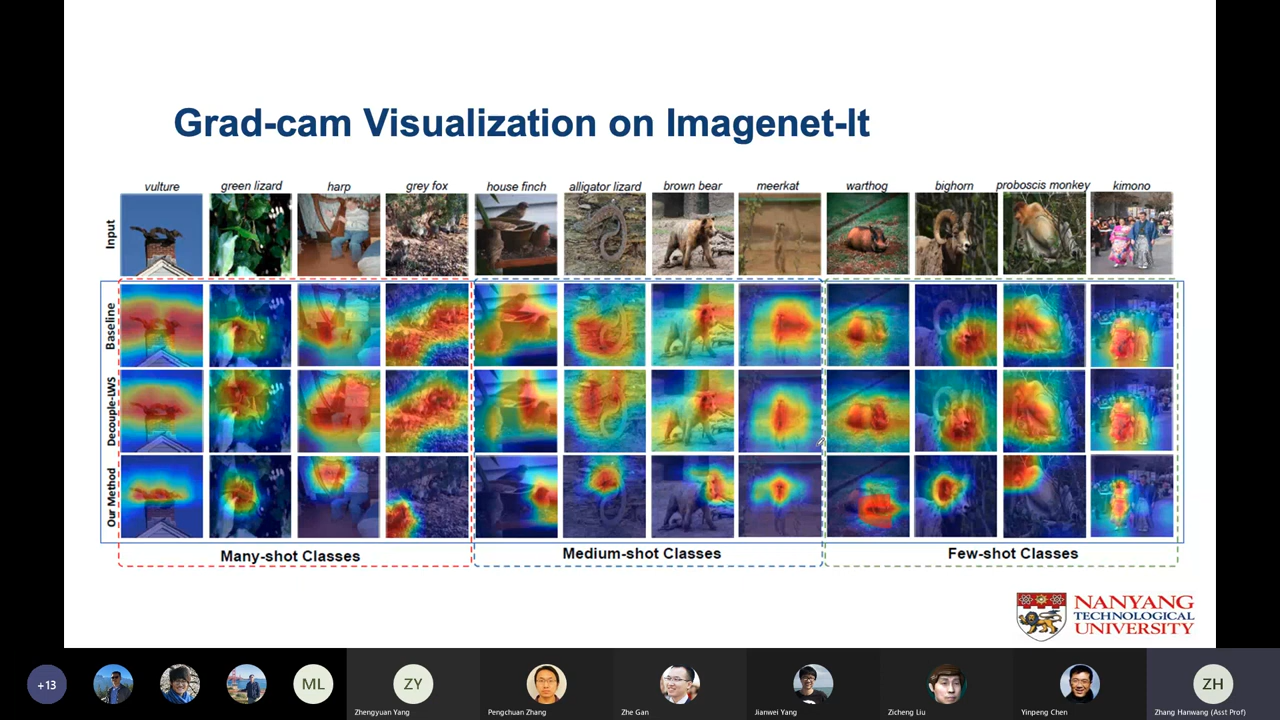 Grad-cam Visualization on Imagenet-lt
vulture green lizard harp grey fox house finch alligator lizard brown bear meerkat warthog bighorn proboscis monkey kimono
Input
Baseline
Decouple-LWS
Our Method
Many-shot Classes Medium-shot Classes Few-shot Classes
NANYANG
TECHNOLOGICAL
UNIVERSITY
+13 ML ZY ZH
Zhengyuan Yang Pengchuan Zhang Zhe Gan Jianwei Yang Zicheng Liu Yinpeng Chen Zhang Hanwang (Asst Prof)